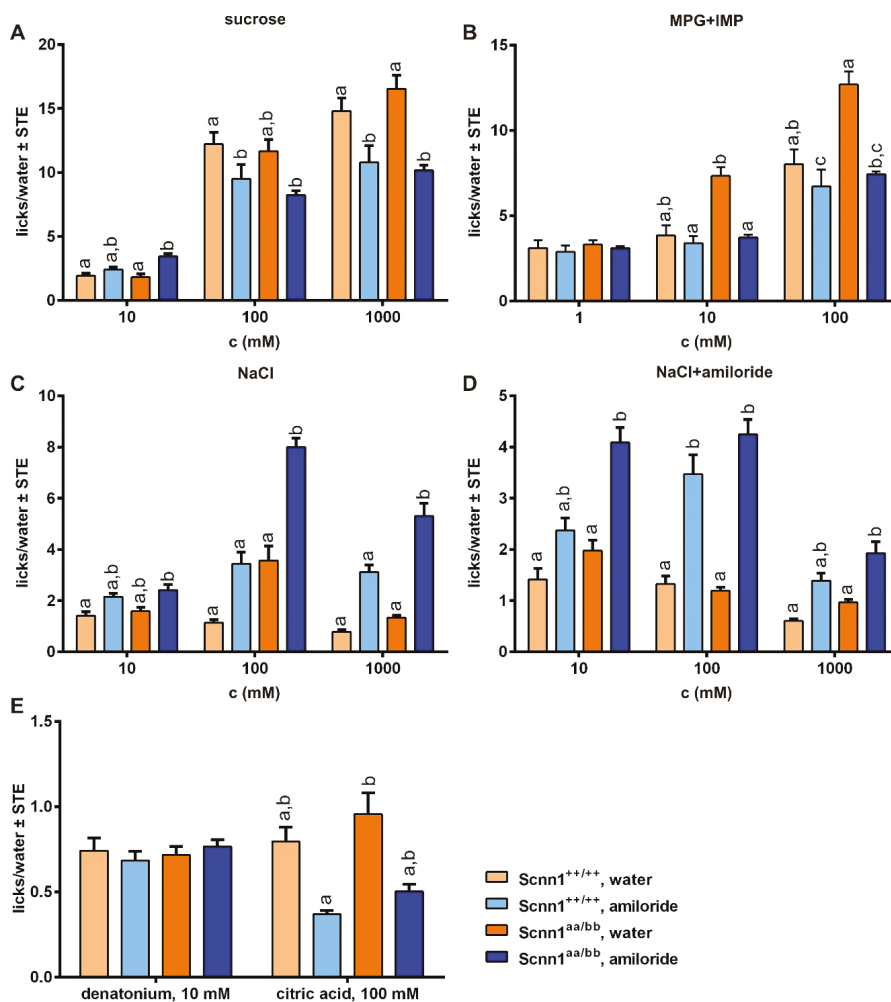 A
sucrose
licks/water ± STE
20
15
10
5
0
a
a,b
a
b
a
b
a,b
b
a
b
a
b
10
100
1000
c (mM)
B
MPG+IMP
licks/water ± STE
15
10
5
0
a,b
a
b
a
a,b
c
a
b,c
1
10
100
c (mM)
C
NaCl
licks/water ± STE
10
8
6
4
2
0
a
a,b
a,b
b
a
a
a
b
a
a
a
b
10
100
1000
c (mM)
D
NaCl+amiloride
licks/water ± STE
5
4
3
2
1
0
a
a,b
a
b
a
b
a
b
a
a,b
a
b
10
100
1000
c (mM)
E
licks/water ± STE
1.5
1.0
0.5
0.0
a,b
a
b
a,b
denatonium, 10 mM
citric acid, 100 mM
Scnn1++/++, water
Scnn1++/++, amiloride
Scnn1aa/bb, water
Scnn1aa/bb, amiloride